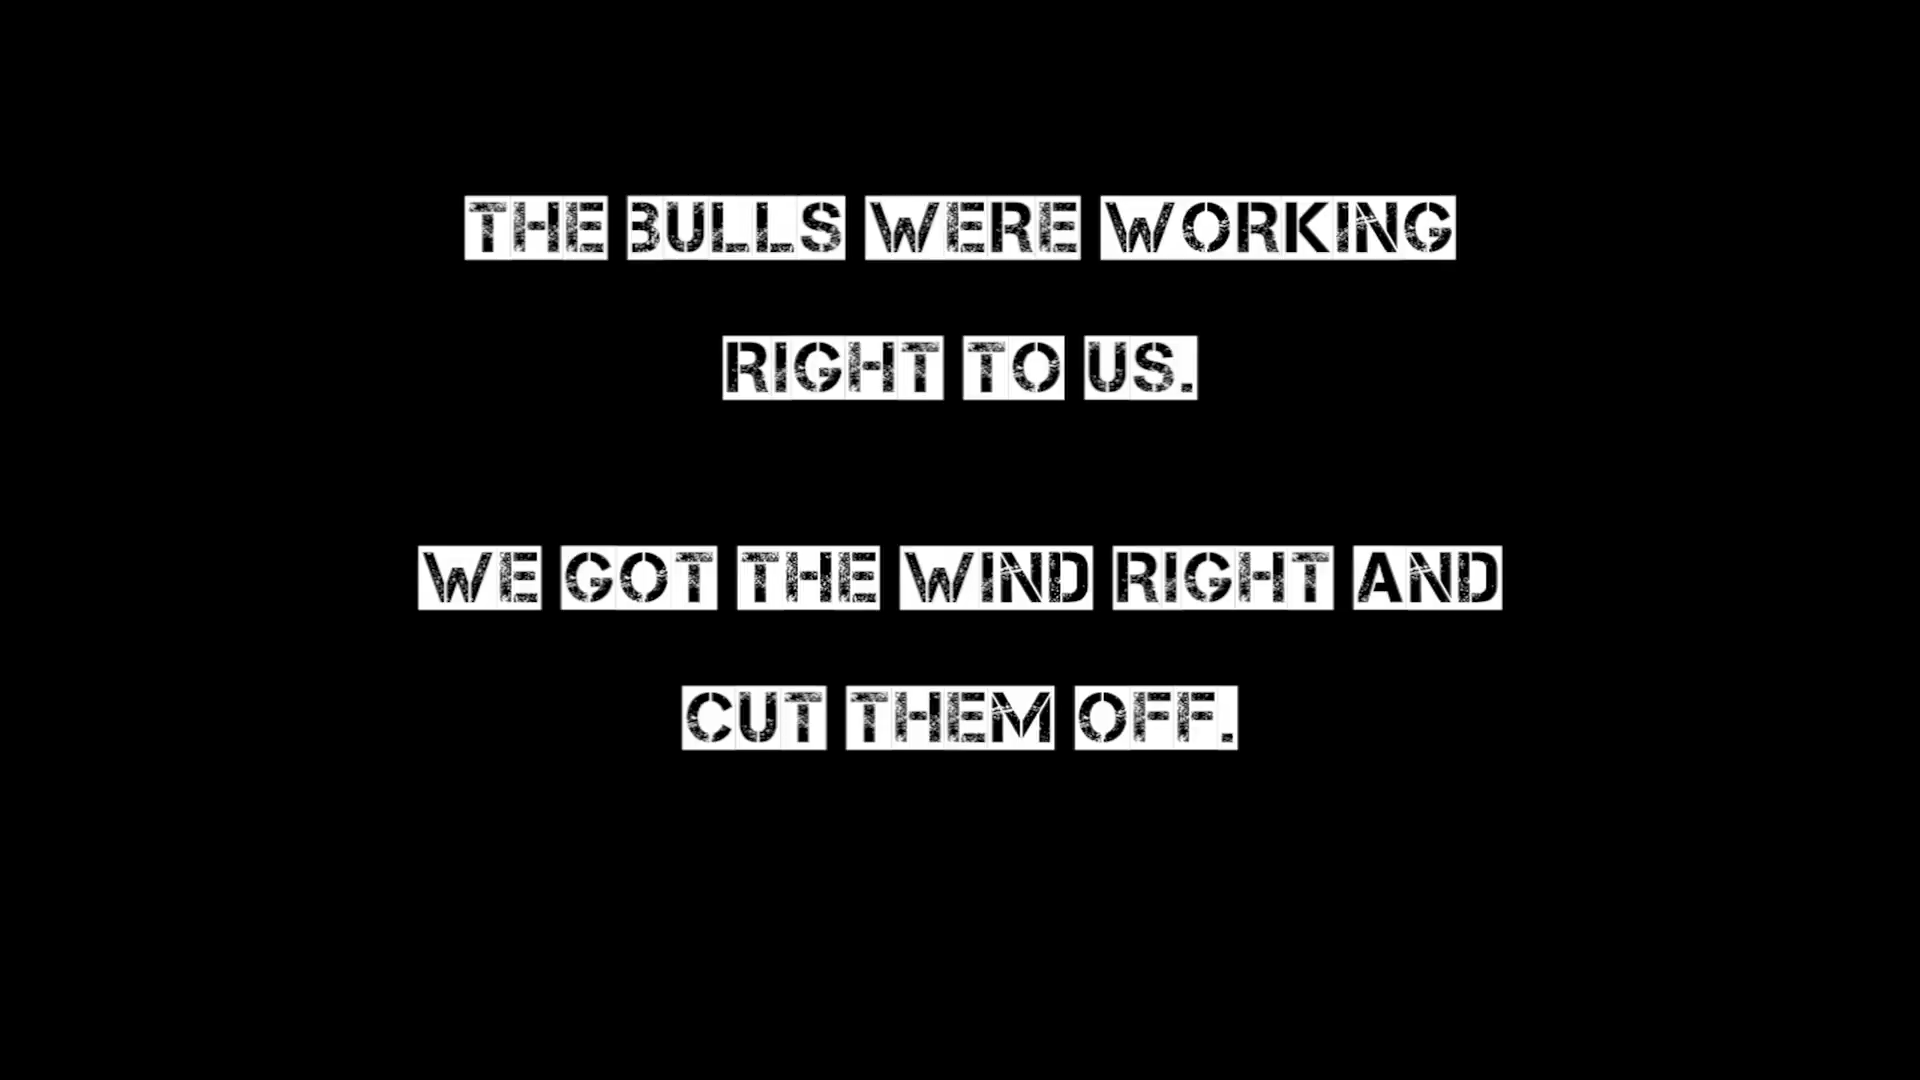 THE BULLS WERE WORKING
RIGHT TO US.
WE GOT THE WIND RIGHT AND
CUT THEM OFF.